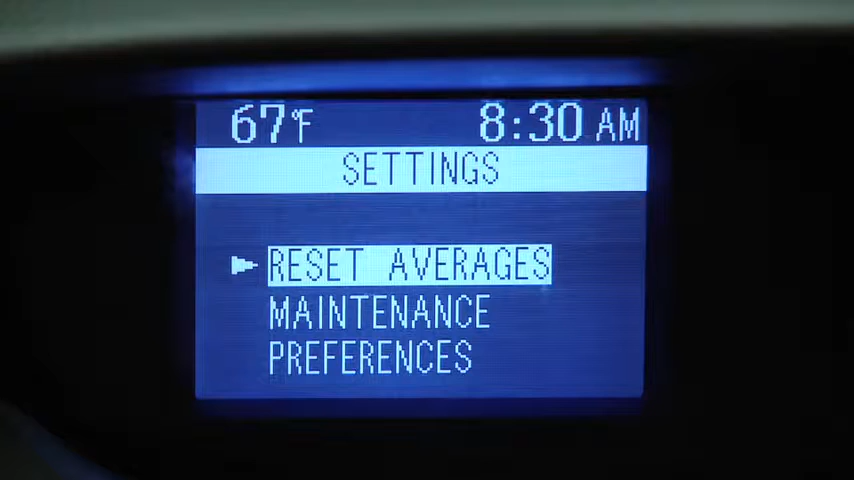 67°F 8:30 AM
SETTINGS
RESET AVERAGES
MAINTENANCE
PREFERENCES